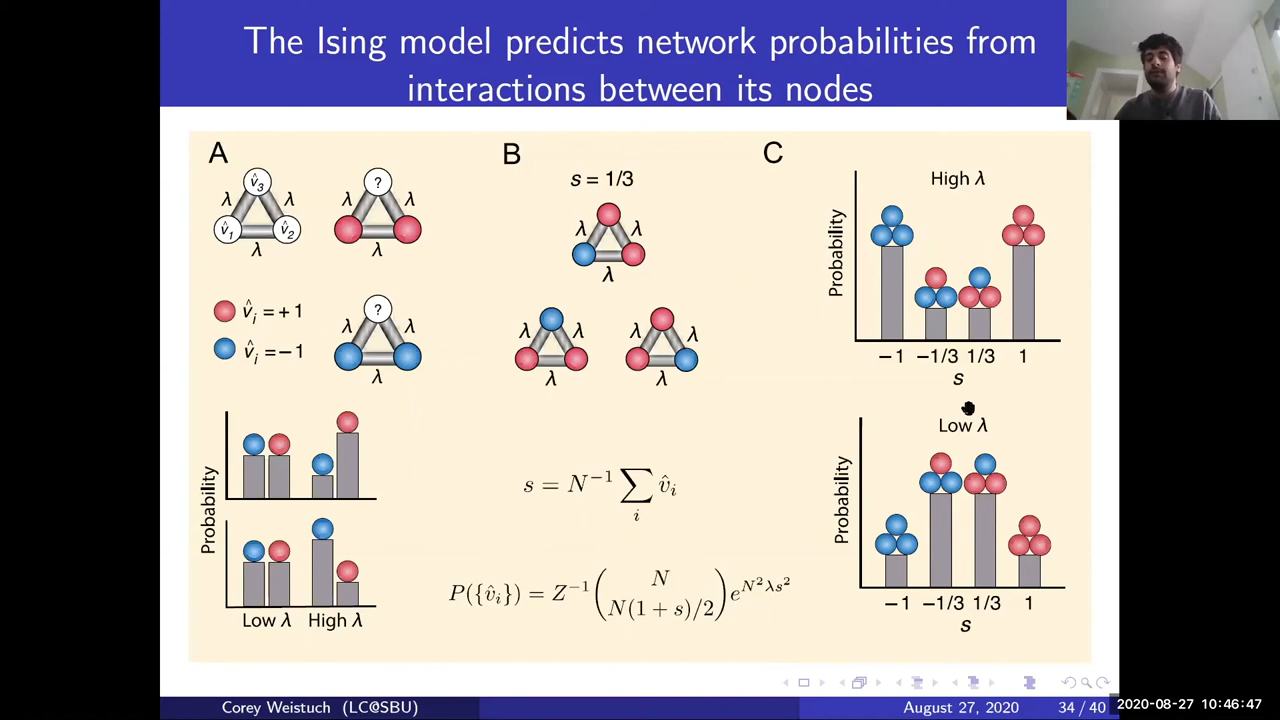 The Ising model predicts network probabilities from
interactions between its nodes
A
v̂₃
λ λ
v̂₁ v̂₂
λ
?
λ λ
λ
v̂ᵢ = +1
v̂ᵢ = −1
?
λ λ
λ
Probability
Low λ High λ
B
s = 1/3
λ λ
λ
λ λ
λ
λ λ
λ
s = N⁻¹ ∑ᵢ v̂ᵢ
P({v̂ᵢ}) = Z⁻¹ (N N(1 + s)/2) e^{N²λs²}
C
High λ
Probability
−1 −1/3 1/3 1
s
Low λ
Probability
−1 −1/3 1/3 1
s
Corey Weistuch (LC@SBU) August 27, 2020 34 / 40
2020-08-27 10:46:47